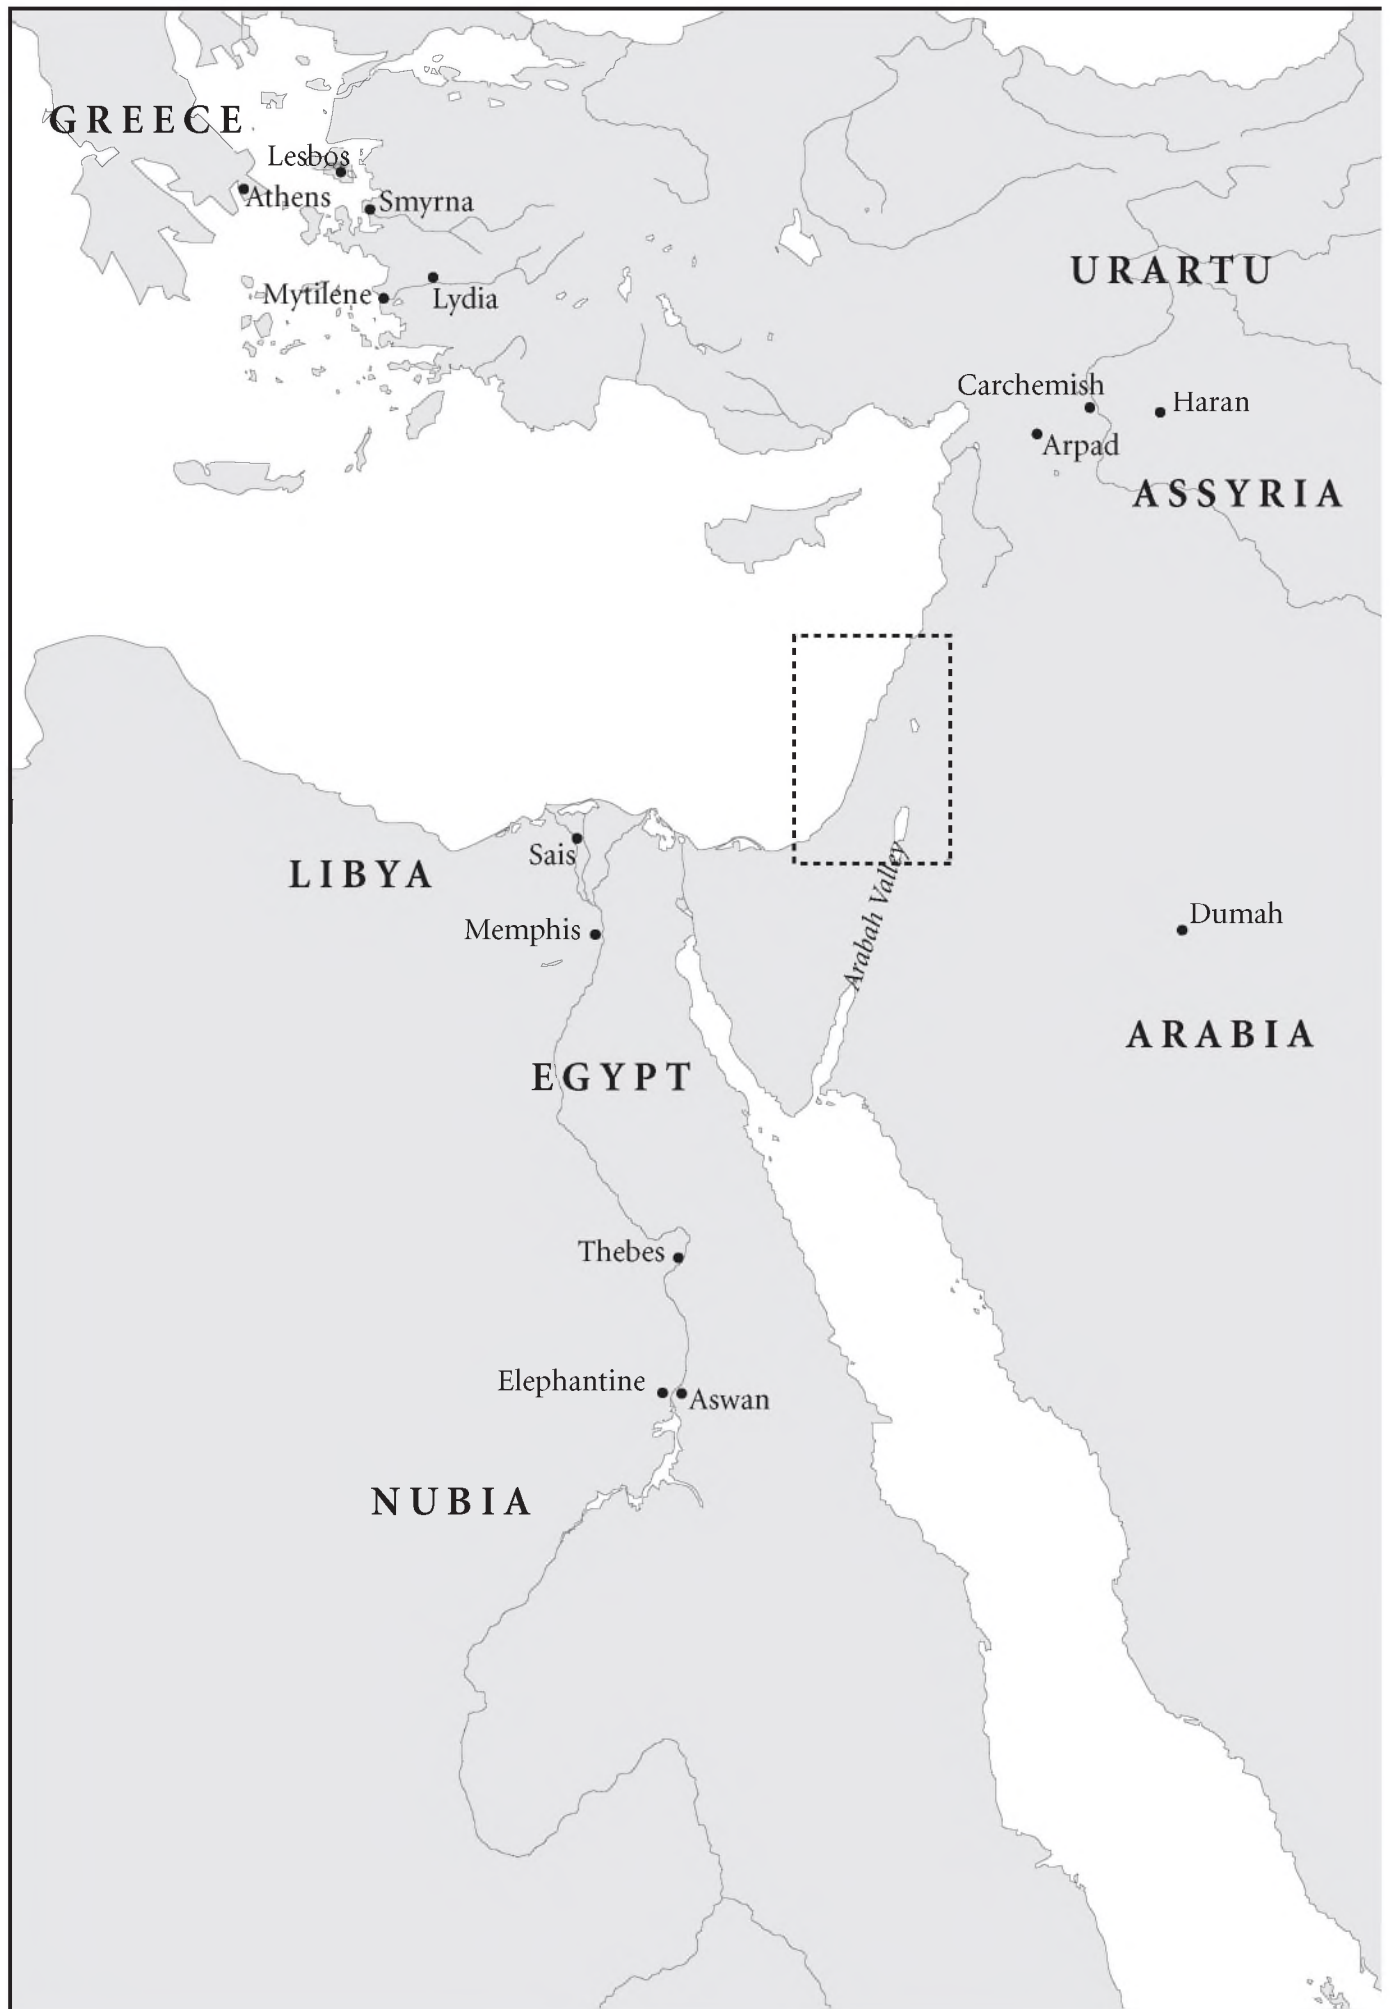 GREECE
Lesbos
Athens
Smyrna
Mytilene
Lydia
URARTU
Carchemish
Haran
Arpad
ASSYRIA
Sais
LIBYA
Memphis
Arabah Valley
Dumah
ARABIA
EGYPT
Thebes
Elephantine
Aswan
NUBIA